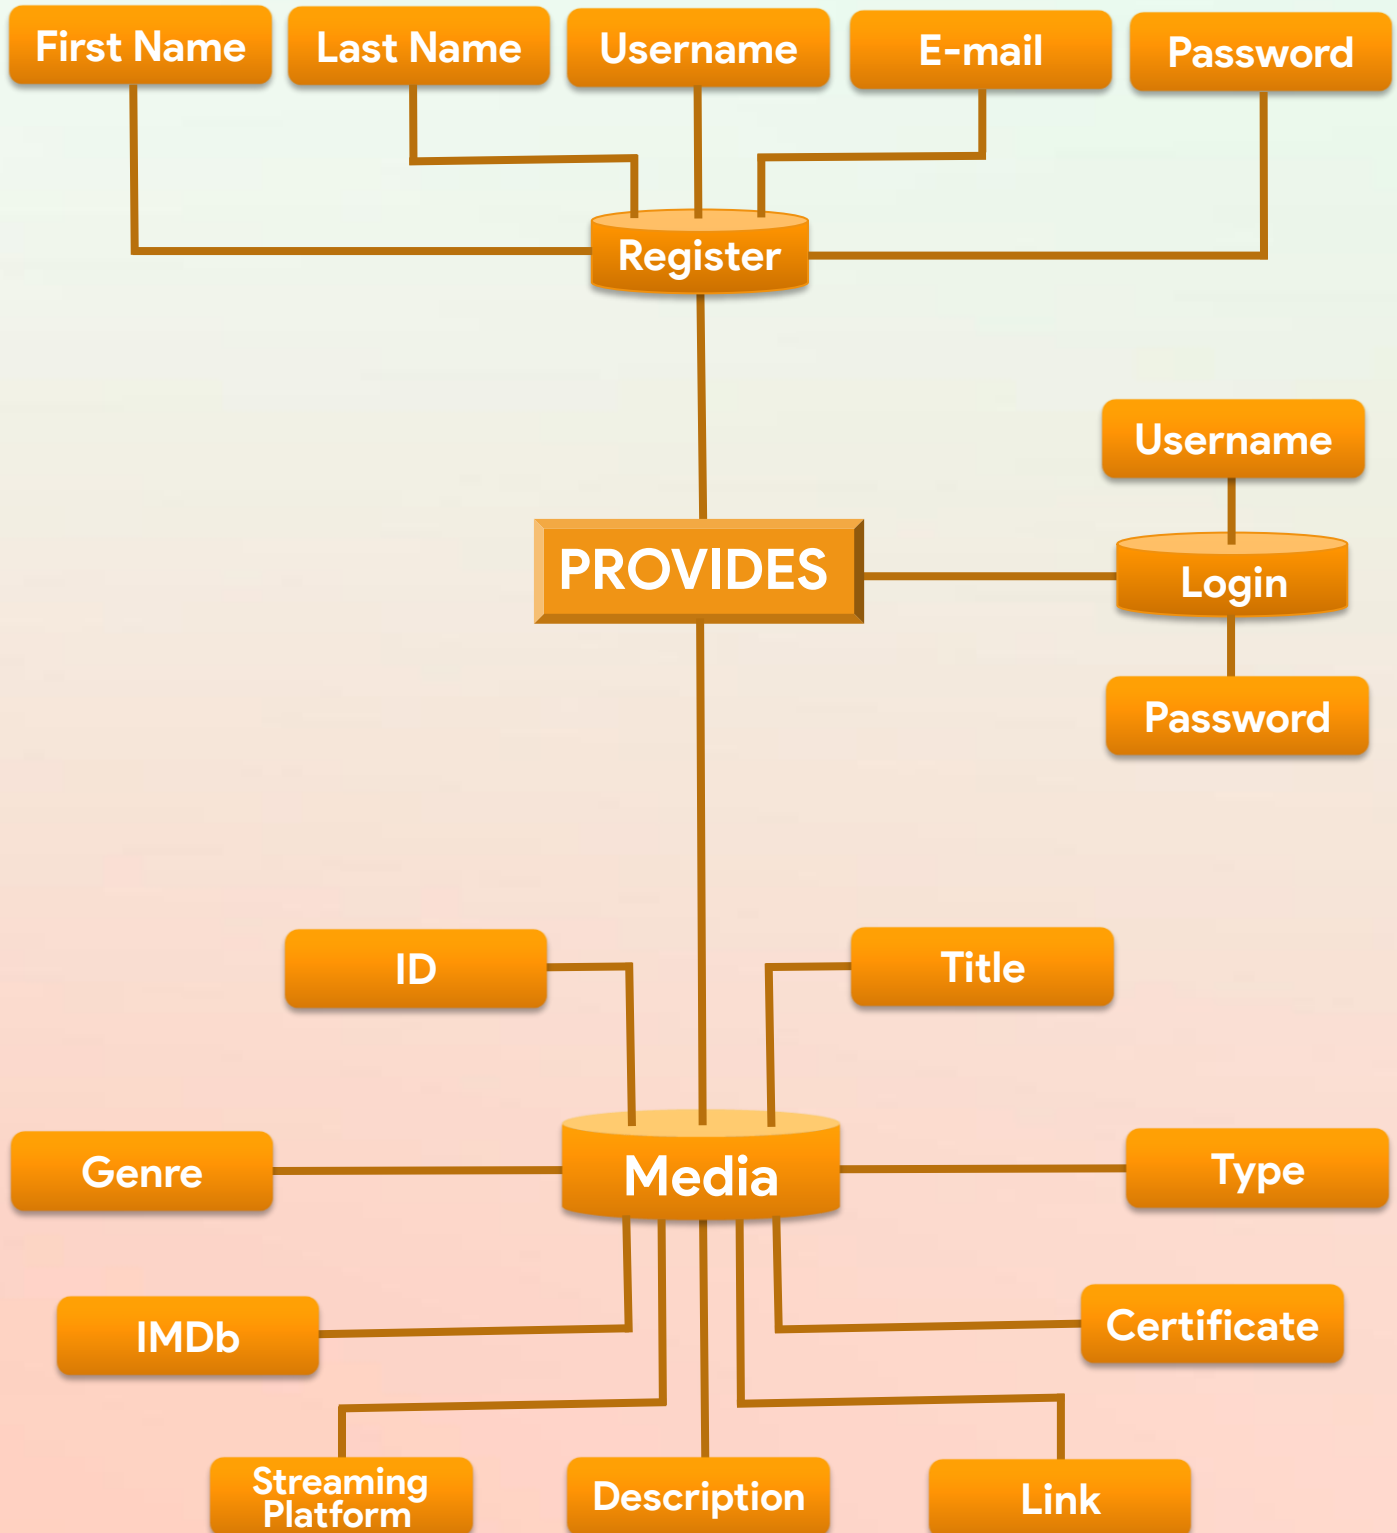 First Name
Last Name
Username
E-mail
Password
Register
Username
PROVIDES
Login
Password
ID
Title
Genre
Media
Type
IMDb
Certificate
Streaming
Platform
Description
Link